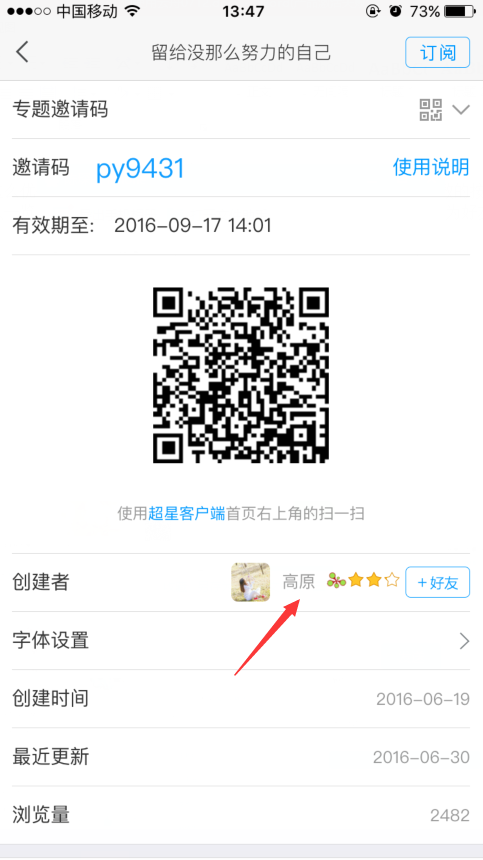 中国移动 13:47 73%
留给没那么努力的自己 订阅
专题邀请码
邀请码 py9431 使用说明
有效期至: 2016-09-17 14:01
使用超星客户端首页右上角的扫一扫
创建者 高原 +好友
字体设置
创建时间 2016-06-19
最近更新 2016-06-30
浏览量 2482